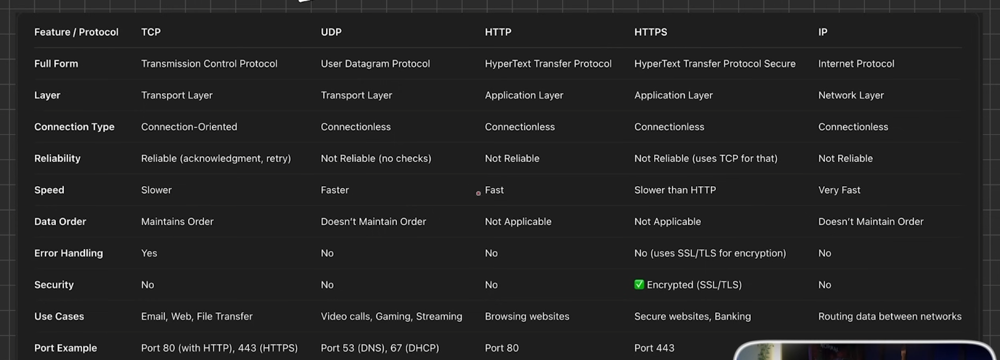 Feature / Protocol TCP UDP HTTP HTTPS IP
Full Form Transmission Control Protocol User Datagram Protocol HyperText Transfer Protocol HyperText Transfer Protocol Secure Internet Protocol
Layer Transport Layer Transport Layer Application Layer Application Layer Network Layer
Connection Type Connection-Oriented Connectionless Connectionless Connectionless Connectionless
Reliability Reliable (acknowledgment, retry) Not Reliable (no checks) Not Reliable Not Reliable (uses TCP for that) Not Reliable
Speed Slower Faster Fast Slower than HTTP Very Fast
Data Order Maintains Order Doesn’t Maintain Order Not Applicable Not Applicable Doesn’t Maintain Order
Error Handling Yes No No No (uses SSL/TLS for encryption) No
Security No No No ✅ Encrypted (SSL/TLS) No
Use Cases Email, Web, File Transfer Video calls, Gaming, Streaming Browsing websites Secure websites, Banking Routing data between networks
Port Example Port 80 (with HTTP), 443 (HTTPS) Port 53 (DNS), 67 (DHCP) Port 80 Port 443